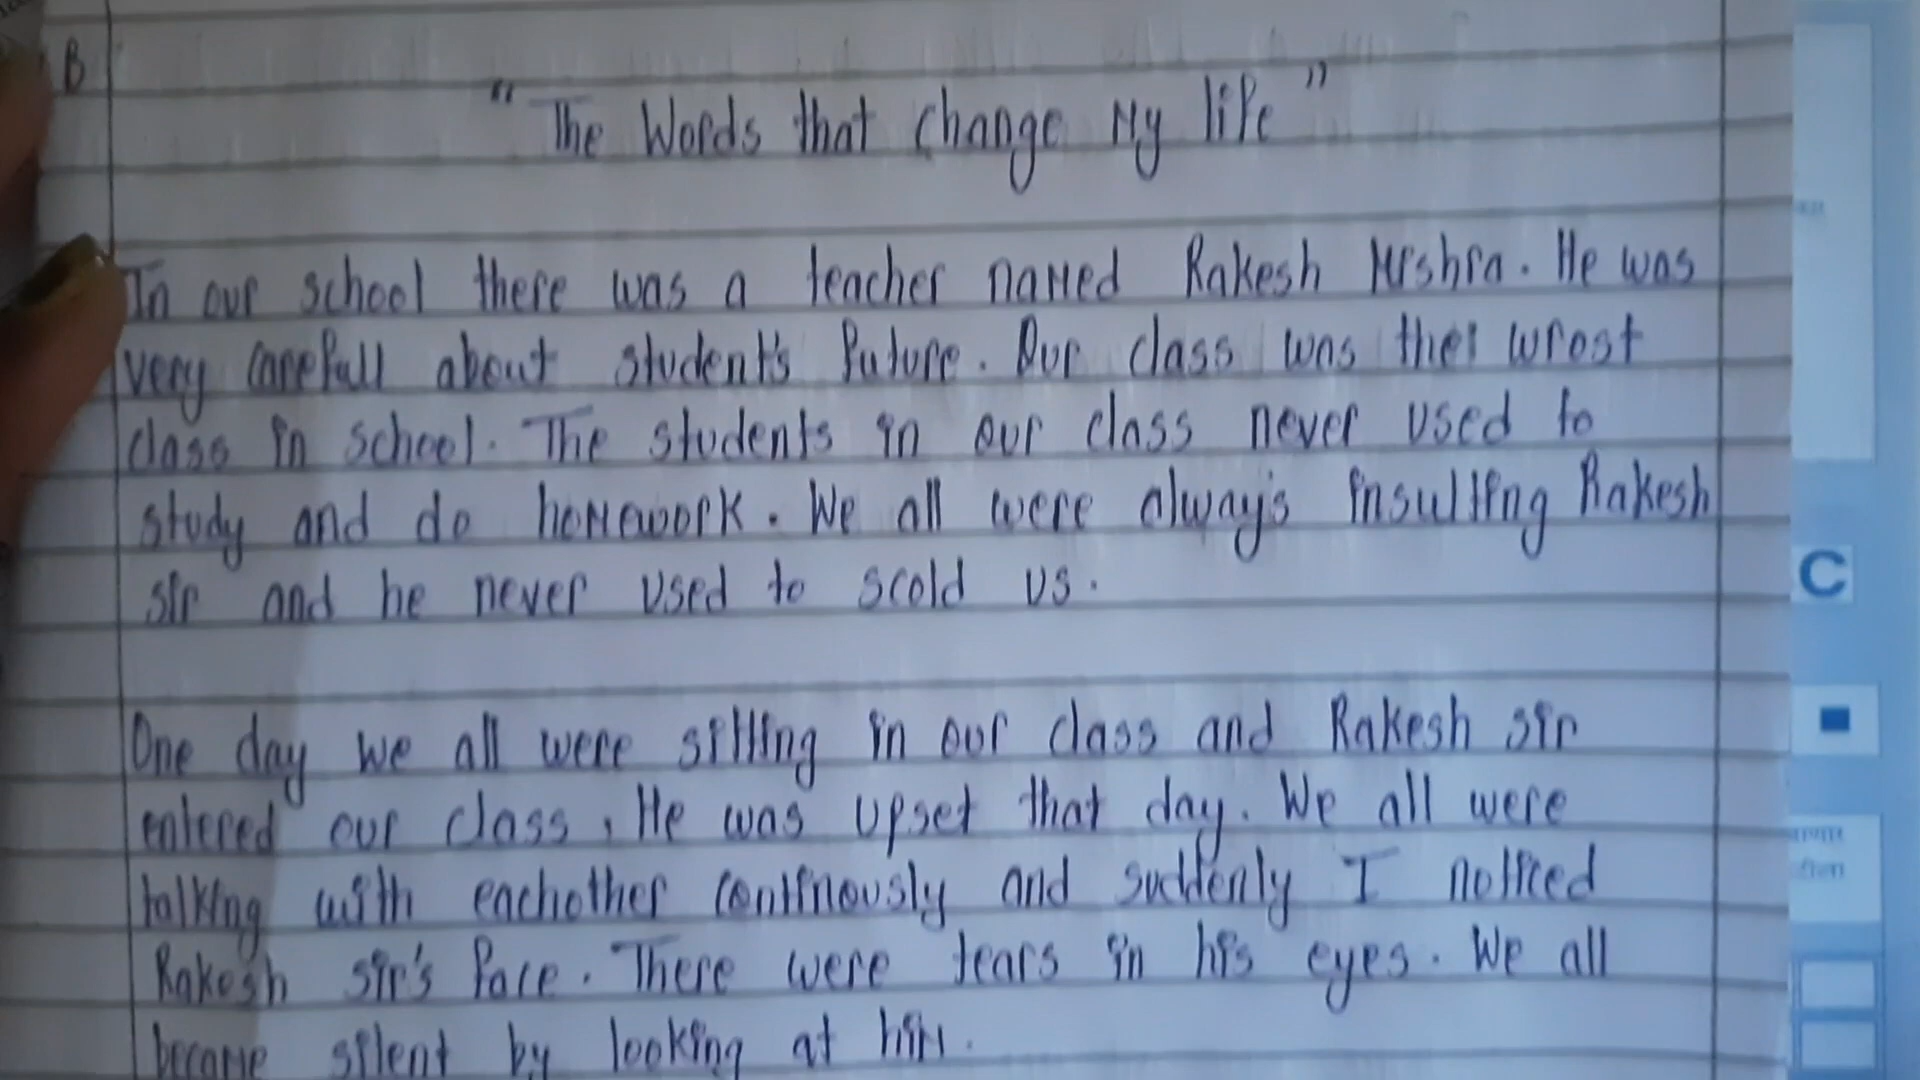 B
"The Words that change My life"
In our school there was a teacher named Rakesh Mishra. He was
very carefull about student's future. Our class was the wrost
class in school. The students in our class never used to
study and do homework. We all were always insulting Rakesh
sir and he never used to scold us.
One day we all were sitting in our class and Rakesh sir
entered our class, He was upset that day. We all were
talking with eachother continously and suddenly I noticed
Rakesh sir's face. There were tears in his eyes. We all
became silent by looking at him.
C